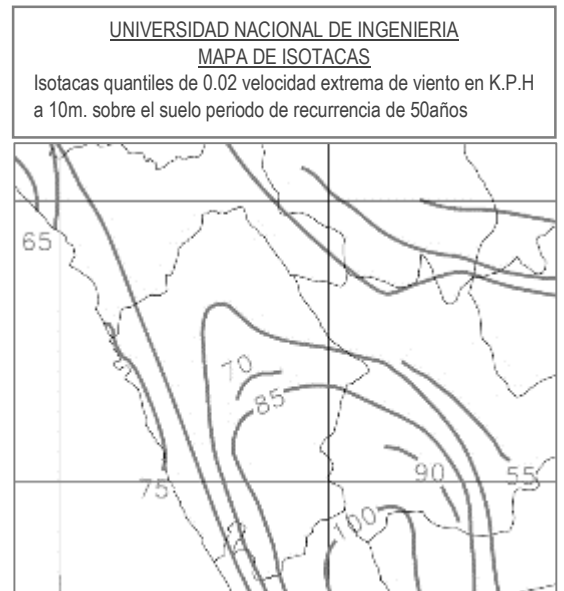 UNIVERSIDAD NACIONAL DE INGENIERIA
MAPA DE ISOTACAS
Isotacas quantiles de 0.02 velocidad extrema de viento en K.P.H
a 10m. sobre el suelo periodo de recurrencia de 50años
65
70
85
90
55
75
100